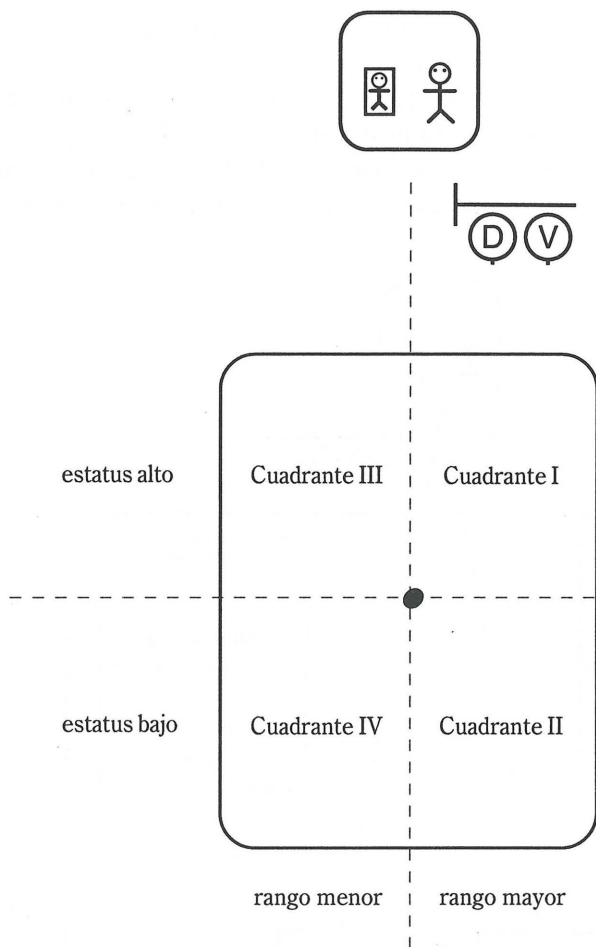 D V
estatus alto Cuadrante III Cuadrante I
estatus bajo Cuadrante IV Cuadrante II
rango menor rango mayor